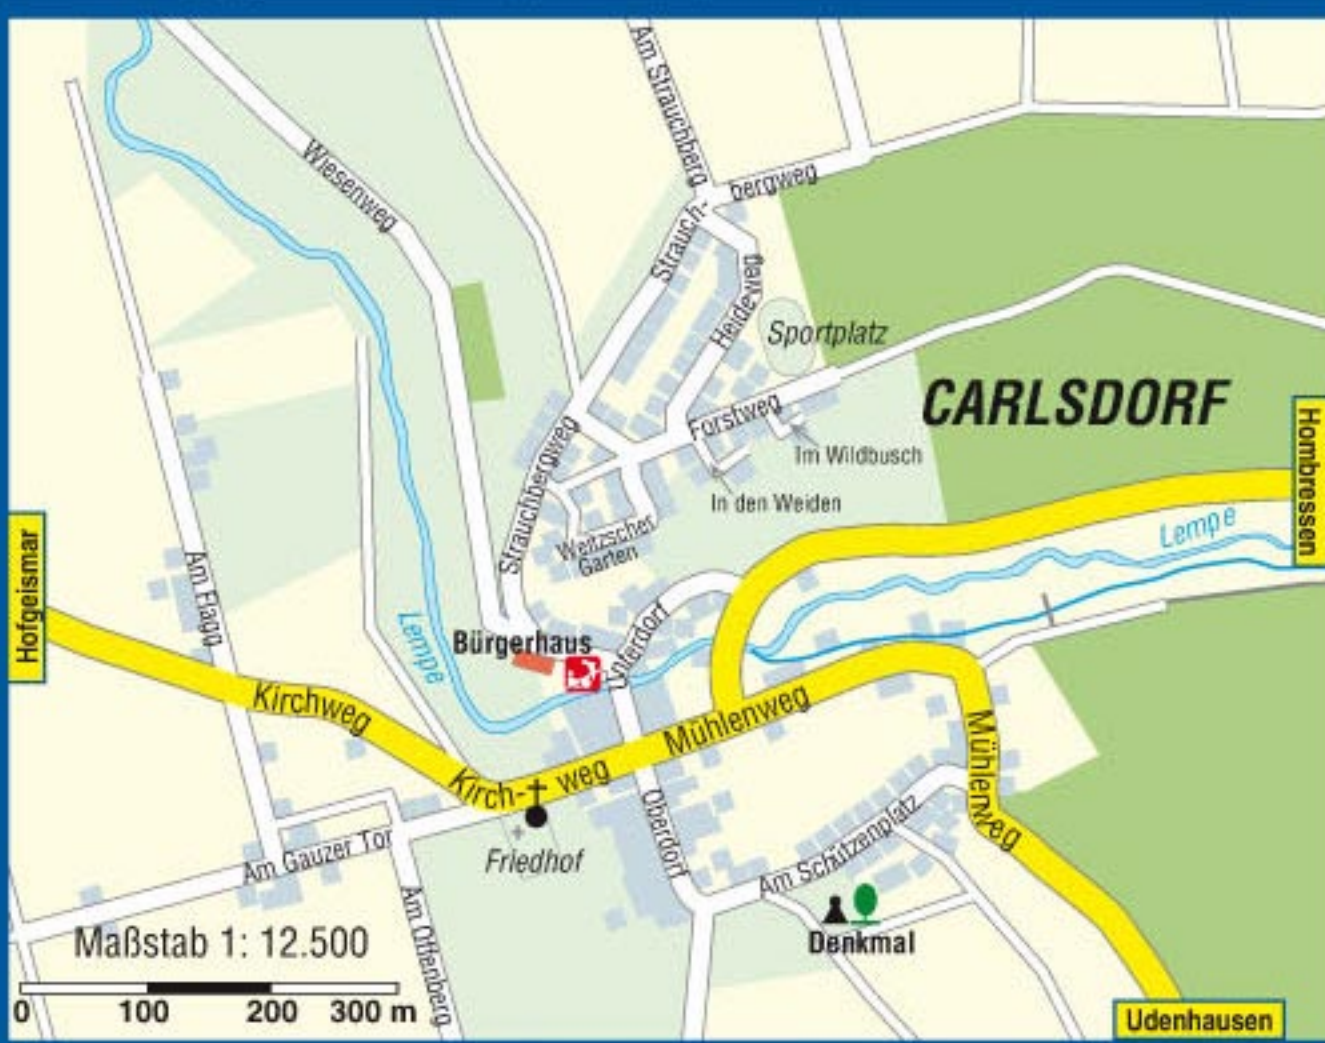 Am Strauchberg
bergweg
Strauch-
Wiesenweg
Heideweg
Sportplatz
CARLSDORF
Forstweg
Im Wildbusch
In den Weiden
Hombressen
Strauchbergweg
Weitzscher
Garten
Lempe
Hofgeismar
Am Flagg
Lempe
Bürgerhaus
Unterdorf
Kirchweg
Mühlenweg
Mühlenweg
Kirch-
weg
Oberdorf
Am Gauzer Tor
Friedhof
Am Schützenplatz
Am Offenberg
Denkmal
Maßstab 1: 12.500
0 100 200 300 m
Udenhausen